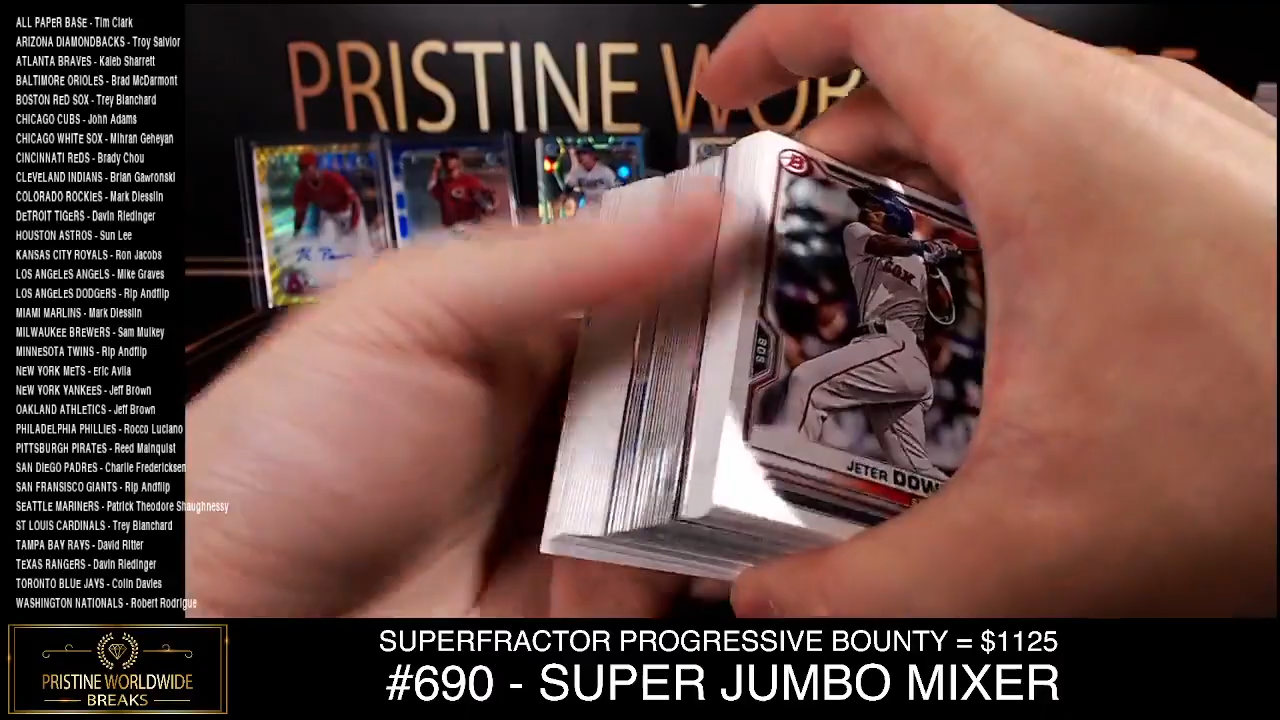 ALL PAPER BASE - Tim Clark
ARIZONA DIAMONDBACKS - Troy Salvior
ATLANTA BRAVES - Kaleb Sharrett
BALTIMORE ORIOLES - Brad McDarmont
BOSTON RED SOX - Trey Blanchard
CHICAGO CUBS - John Adams
CHICAGO WHITE SOX - Mihran Geheyan
CINCINNATI REDS - Brady Chou
CLEVELAND INDIANS - Brian Gawronski
COLORADO ROCKIES - Mark Diesslin
DETROIT TIGERS - Davin Riedinger
HOUSTON ASTROS - Sun Lee
KANSAS CITY ROYALS - Ron Jacobs
LOS ANGELES ANGELS - Mike Graves
LOS ANGELES DODGERS - Rip Andflip
MIAMI MARLINS - Mark Diesslin
MILWAUKEE BREWERS - Sam Mulkey
MINNESOTA TWINS - Rip Andflip
NEW YORK METS - Eric Avila
NEW YORK YANKEES - Jeff Brown
OAKLAND ATHLETICS - Jeff Brown
PHILADELPHIA PHILLIES - Rocco Luciano
PITTSBURGH PIRATES - Reed Mainquist
SAN DIEGO PADRES - Charlie Fredericksen
SAN FRANSISCO GIANTS - Rip Andflip
SEATTLE MARINERS - Patrick Theodore Shaughnessy
ST LOUIS CARDINALS - Trey Blanchard
TAMPA BAY RAYS - David Ritter
TEXAS RANGERS - Davin Riedinger
TORONTO BLUE JAYS - Colin Davies
WASHINGTON NATIONALS - Robert Rodrigue
PRISTINE WOR
B
BOS
JETER DOW
PRISTINE WORLDWIDE
BREAKS
SUPERFRACTOR PROGRESSIVE BOUNTY = $1125
#690 - SUPER JUMBO MIXER